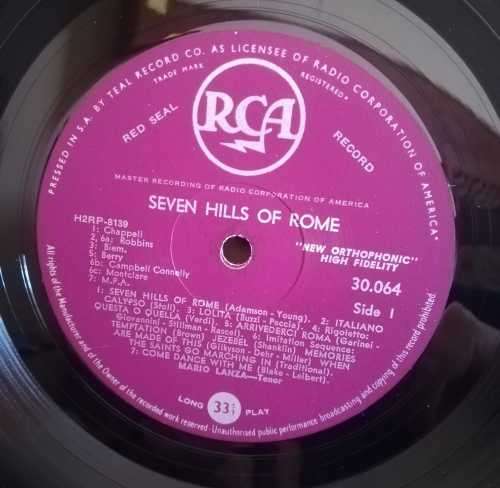 PRESSED IN S.A. BY TEAL RECORD CO. AS LICENSEE OF RADIO CORPORATION OF AMERICA.
TRADE MARK REGISTERED
RCA
RED SEAL RECORD
MASTER RECORDING OF RADIO CORPORATION OF AMERICA
SEVEN HILLS OF ROME
H2RP-8139
1: Chappell
2, 6a: Robbins
3: Biem.
5: Berry
6b: Campbell Connelly
6c: Montclare
7: M.P.A.
"NEW ORTHOPHONIC"
HIGH FIDELITY
30.064
Side 1
1: SEVEN HILLS OF ROME (Adamson - Young). 2: ITALIANO
CALYPSO (Stoll). 3: LOLITA (Buzzi - Peccia). 4: Rigoletto:
QUESTA O QUELLA (Verdi). 5: ARRIVEDERCI ROMA (Garinei -
Giovannini - Stillman - Rascel). 6: Imitation Sequence:
TEMPTATION (Brown) JEZEBEL (Shanklin) MEMORIES
ARE MADE OF THIS (Gilkyson - Dehr - Miller) WHEN
THE SAINTS GO MARCHING IN (Traditional).
7: COME DANCE WITH ME (Blake - Leibert).
MARIO LANZA—Tenor
LONG 33⅓ PLAY
All rights of the Manufacturer and of the Owner of the recorded work reserved. Unauthorised public performance broadcasting and copying of this record prohibited.